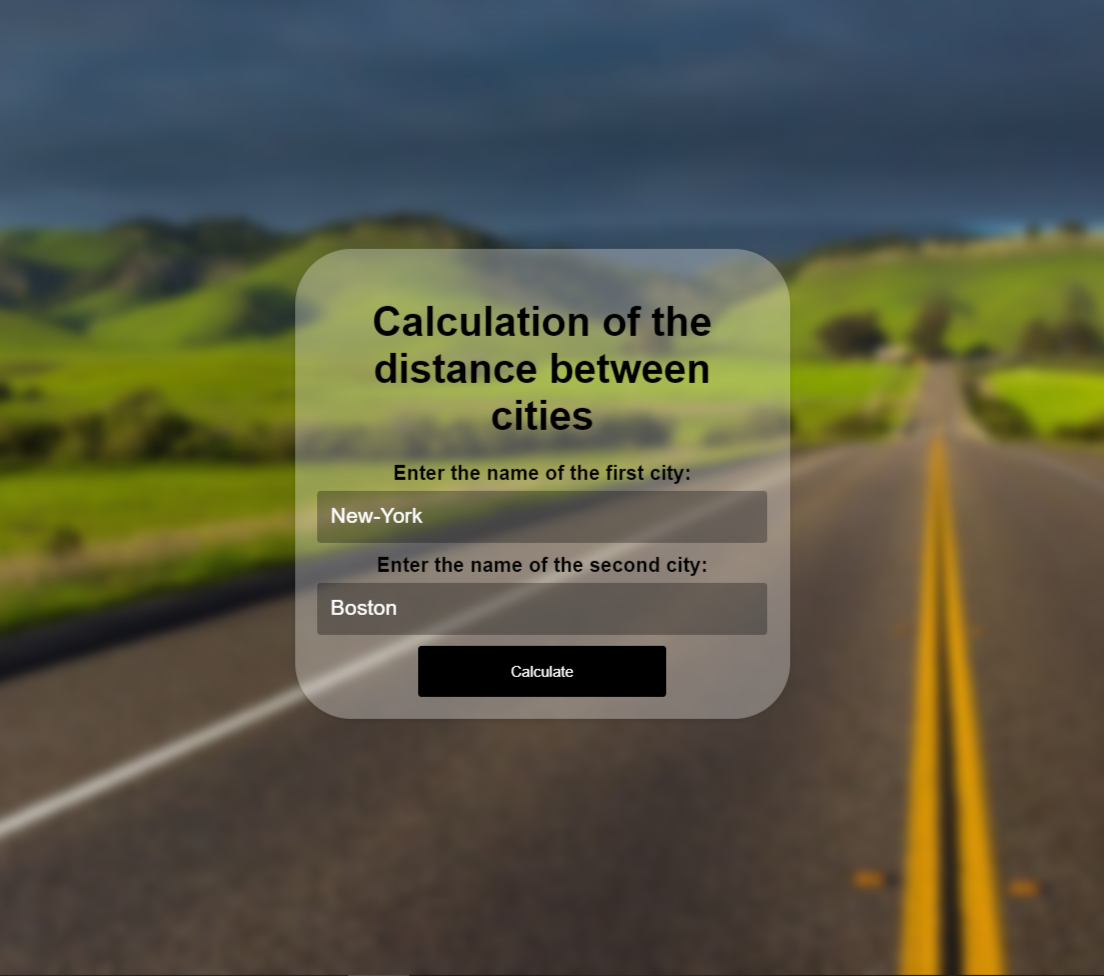 Calculation of the
distance between
cities
Enter the name of the first city:
New-York
Enter the name of the second city:
Boston
Calculate